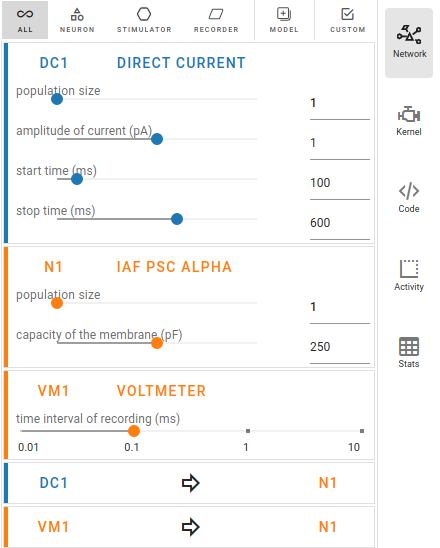 ALL NEURON STIMULATOR RECORDER MODEL CUSTOM
Network
Kernel
Code
Activity
Stats
DC1 DIRECT CURRENT
population size
1
amplitude of current (pA)
1
start time (ms)
100
stop time (ms)
600
N1 IAF PSC ALPHA
population size
1
capacity of the membrane (pF)
250
VM1 VOLTMETER
time interval of recording (ms)
0.01 0.1 1 10
DC1 N1
VM1 N1